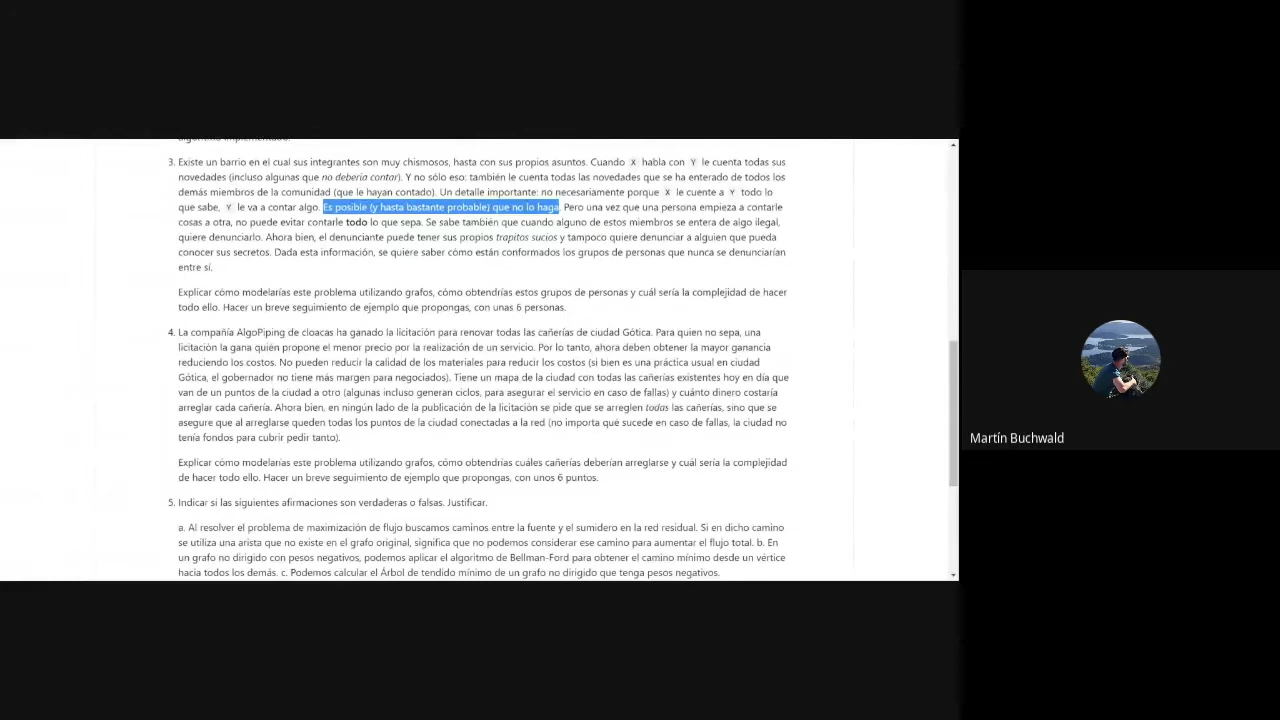 algoritmo implementado.
3. Existe un barrio en el cual sus integrantes son muy chismosos, hasta con sus propios asuntos. Cuando X habla con Y le cuenta todas sus
novedades (incluso algunas que no debería contar). Y no sólo eso: también le cuenta todas las novedades que se ha enterado de todos los
demás miembros de la comunidad (que le hayan contado). Un detalle importante: no necesariamente porque X le cuente a Y todo lo
que sabe, Y le va a contar algo. Es posible (y hasta bastante probable) que no lo haga. Pero una vez que una persona empieza a contarle
cosas a otra, no puede evitar contarle todo lo que sepa. Se sabe también que cuando alguno de estos miembros se entera de algo ilegal,
quiere denunciarlo. Ahora bien, el denunciante puede tener sus propios trapitos sucios y tampoco quiere denunciar a alguien que pueda
conocer sus secretos. Dada esta información, se quiere saber cómo están conformados los grupos de personas que nunca se denunciarían
entre sí.
Explicar cómo modelarías este problema utilizando grafos, cómo obtendrías estos grupos de personas y cuál sería la complejidad de hacer
todo ello. Hacer un breve seguimiento de ejemplo que propongas, con unas 6 personas.
4. La compañía AlgoPiping de cloacas ha ganado la licitación para renovar todas las cañerías de ciudad Gótica. Para quien no sepa, una
licitación la gana quién propone el menor precio por la realización de un servicio. Por lo tanto, ahora deben obtener la mayor ganancia
reduciendo los costos. No pueden reducir la calidad de los materiales para reducir los costos (si bien es una práctica usual en ciudad
Gótica, el gobernador no tiene más margen para negociados). Tiene un mapa de la ciudad con todas las cañerías existentes hoy en día que
van de un puntos de la ciudad a otro (algunas incluso generan ciclos, para asegurar el servicio en caso de fallas) y cuánto dinero costaría
arreglar cada cañería. Ahora bien, en ningún lado de la publicación de la licitación se pide que se arreglen todas las cañerías, sino que se
asegure que al arreglarse queden todas los puntos de la ciudad conectadas a la red (no importa qué sucede en caso de fallas, la ciudad no
tenía fondos para cubrir pedir tanto).
Explicar cómo modelarías este problema utilizando grafos, cómo obtendrías cuáles cañerías deberían arreglarse y cuál sería la complejidad
de hacer todo ello. Hacer un breve seguimiento de ejemplo que propongas, con unos 6 puntos.
5. Indicar si las siguientes afirmaciones son verdaderas o falsas. Justificar.
a. Al resolver el problema de maximización de flujo buscamos caminos entre la fuente y el sumidero en la red residual. Si en dicho camino
se utiliza una arista que no existe en el grafo original, significa que no podemos considerar ese camino para aumentar el flujo total. b. En
un grafo no dirigido con pesos negativos, podemos aplicar el algoritmo de Bellman-Ford para obtener el camino mínimo desde un vértice
hacia todos los demás. c. Podemos calcular el Árbol de tendido mínimo de un grafo no dirigido que tenga pesos negativos.
Martín Buchwald